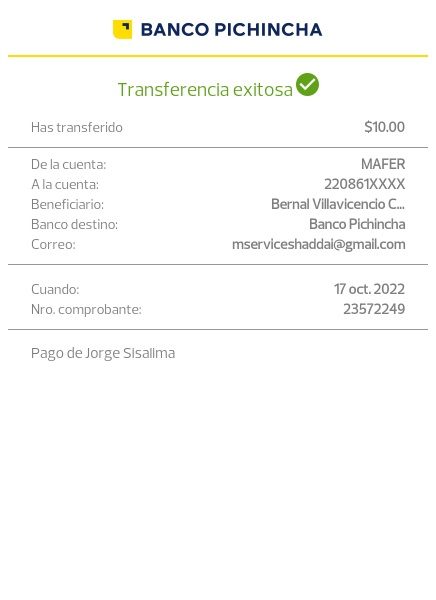 BANCO PICHINCHA
Transferencia exitosa
Has transferido $10.00
De la cuenta: MAFER
A la cuenta: 220861XXXX
Beneficiario: Bernal Villavicencio C...
Banco destino: Banco Pichincha
Correo: mserviceshaddai@gmail.com
Cuando: 17 oct. 2022
Nro. comprobante: 23572249
Pago de Jorge Sisalima